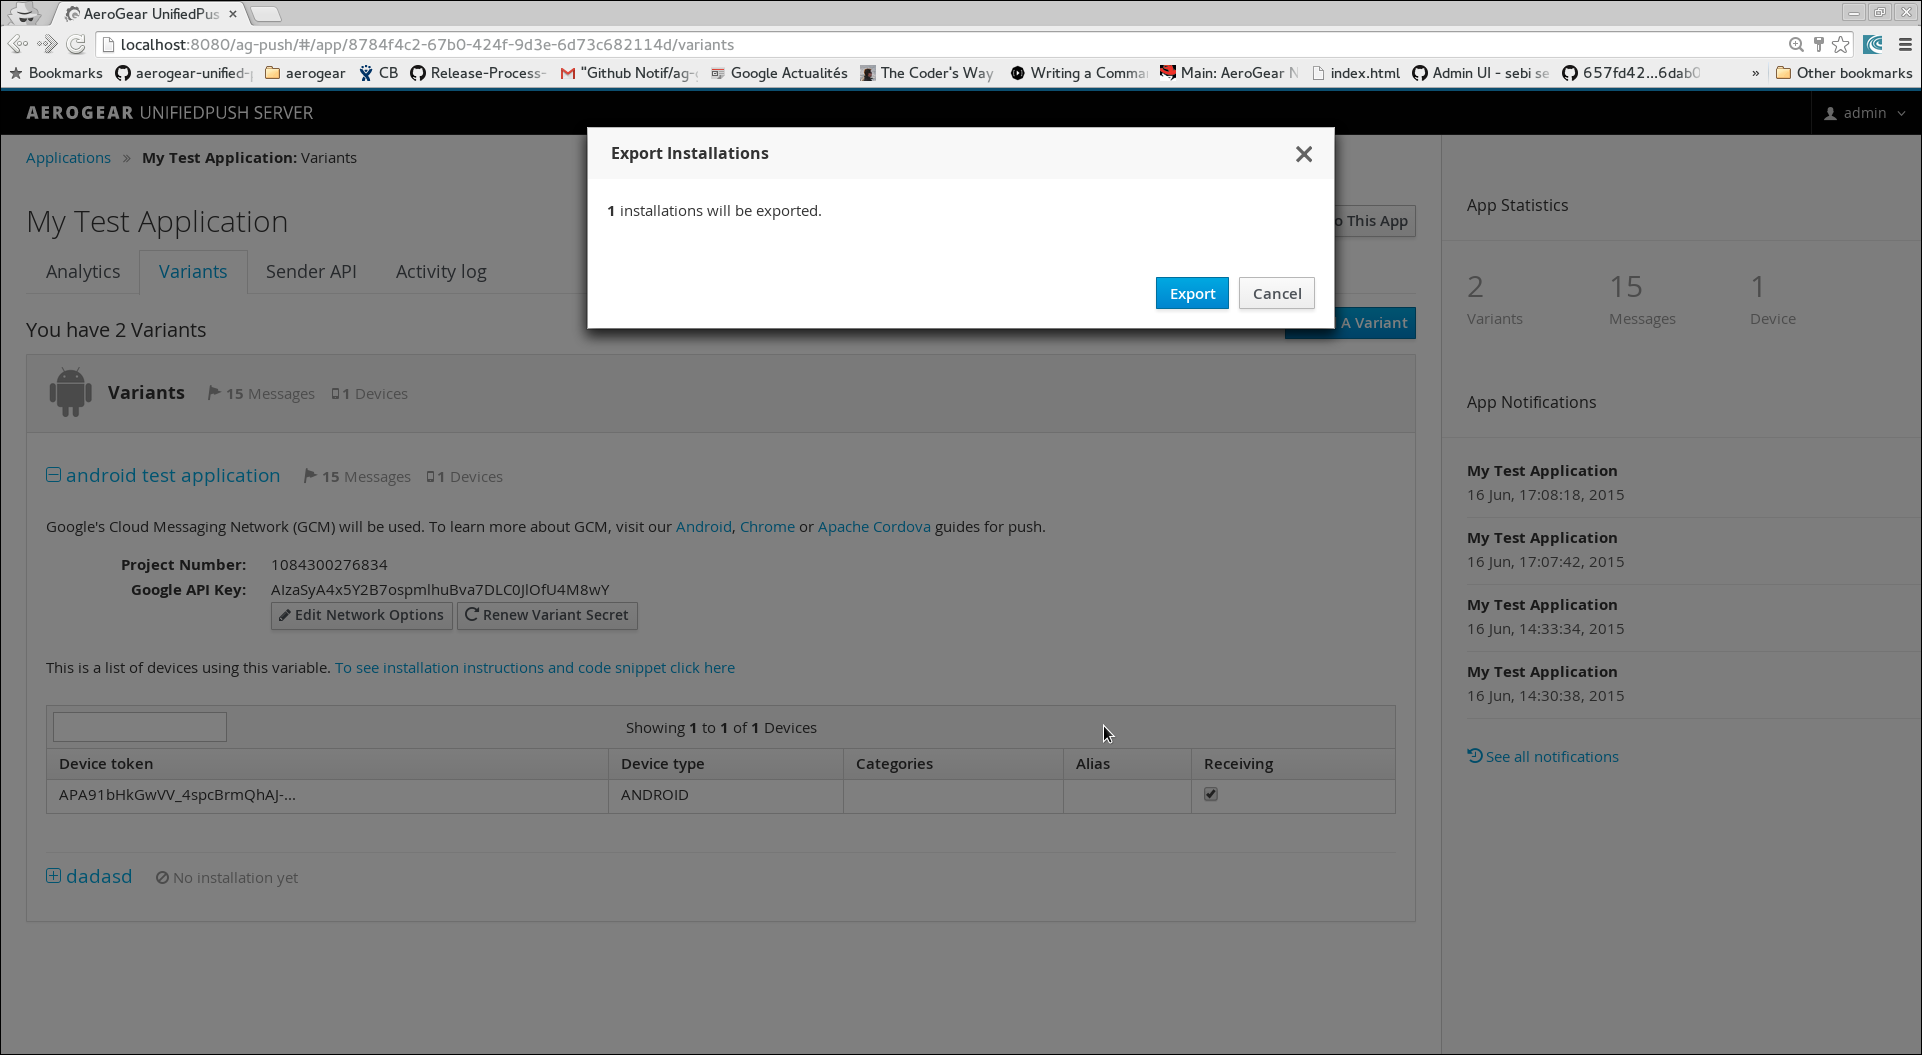 AeroGear UnifiedPus
localhost:8080/ag-push/#/app/8784f4c2-67b0-424f-9d3e-6d73c682114d/variants
Bookmarks aerogear-unified- aerogear CB Release-Process- "Github Notif/ag- Google Actualités The Coder's Way Writing a Comma Main: AeroGear N index.html Admin UI - sebi se 657fd42...6dab0 » Other bookmarks
AEROGEAR UNIFIEDPUSH SERVER
admin
Applications » My Test Application: Variants
Export Installations
1 installations will be exported.
Export Cancel
My Test Application
o This App
Analytics Variants Sender API Activity log
You have 2 Variants
A Variant
Variants 15 Messages 1 Devices
android test application 15 Messages 1 Devices
Google's Cloud Messaging Network (GCM) will be used. To learn more about GCM, visit our Android, Chrome or Apache Cordova guides for push.
Project Number: 1084300276834
Google API Key: AIzaSyA4x5Y2B7ospmlhuBva7DLC0JlOfU4M8wY
Edit Network Options Renew Variant Secret
This is a list of devices using this variable. To see installation instructions and code snippet click here
Showing 1 to 1 of 1 Devices
Device token Device type Categories Alias Receiving
APA91bHkGwVV_4spcBrmQhAJ-... ANDROID
dadasd No installation yet
App Statistics
2 15 1
Variants Messages Device
App Notifications
My Test Application
16 Jun, 17:08:18, 2015
My Test Application
16 Jun, 17:07:42, 2015
My Test Application
16 Jun, 14:33:34, 2015
My Test Application
16 Jun, 14:30:38, 2015
See all notifications